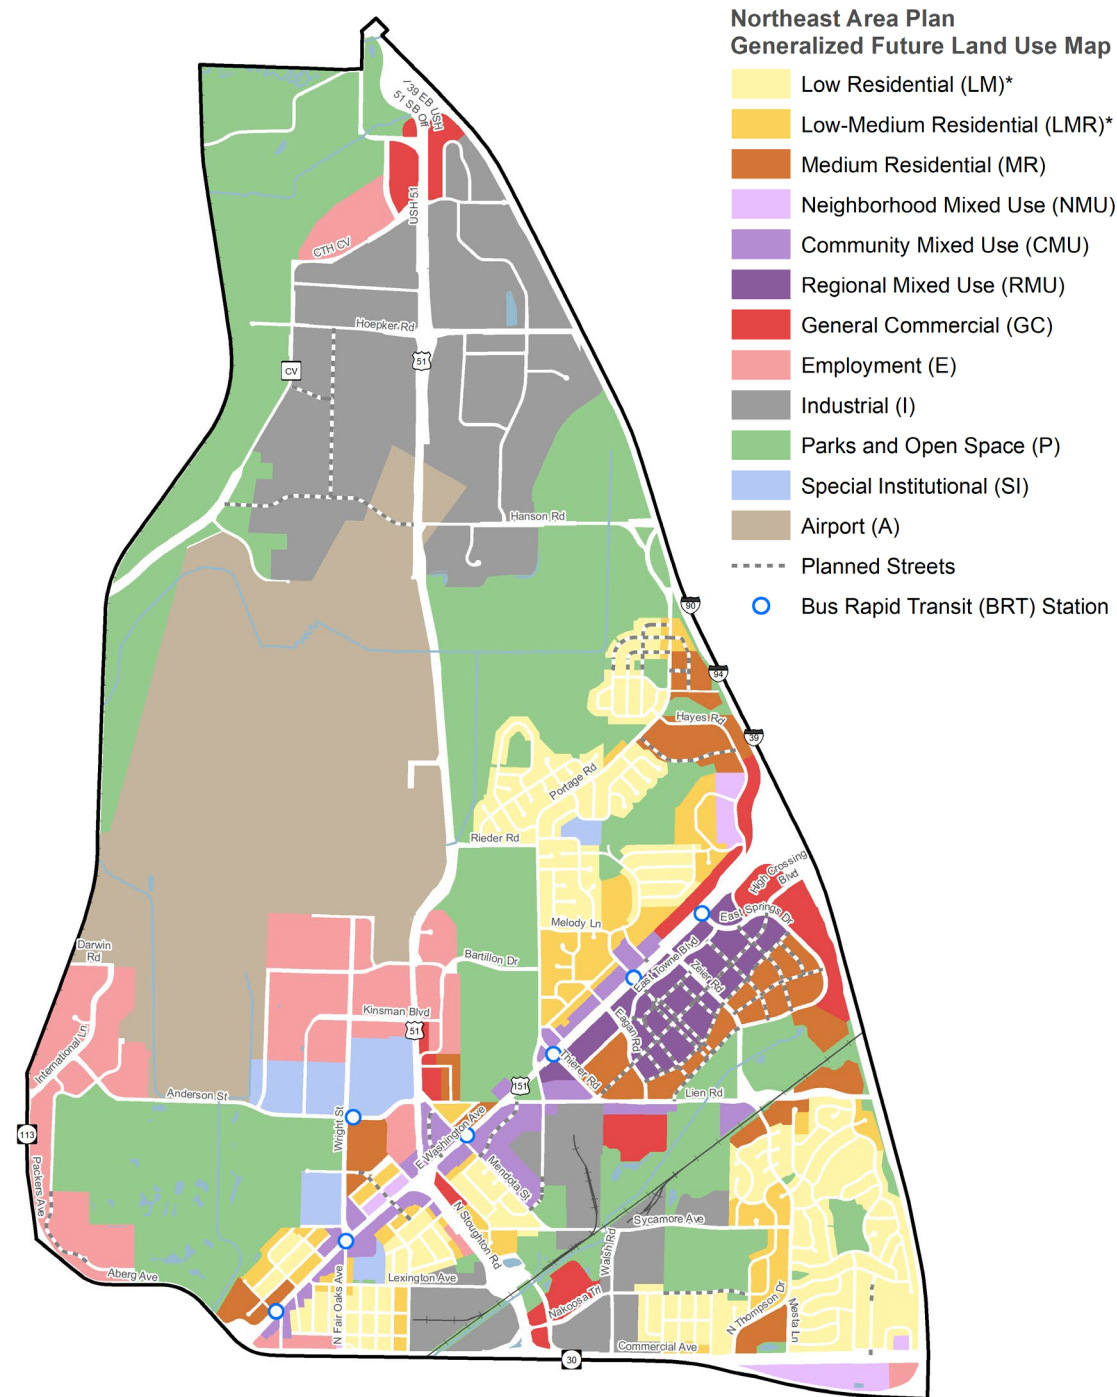 Northeast Area Plan
Generalized Future Land Use Map
Low Residential (LM)*
Low-Medium Residential (LMR)*
Medium Residential (MR)
Neighborhood Mixed Use (NMU)
Community Mixed Use (CMU)
Regional Mixed Use (RMU)
General Commercial (GC)
Employment (E)
Industrial (I)
Parks and Open Space (P)
Special Institutional (SI)
Airport (A)
Planned Streets
Bus Rapid Transit (BRT) Station
39 EB USH
51 SB Off
USH 51
CTH CV
Hoepker Rd
51
CV
Hanson Rd
90
94
Hayes Rd
39
Portage Rd
Rieder Rd
High Crossing
Blvd
East Springs Dr
Melody Ln
East Towne Blvd
Zeier Rd
Darwin
Rd
Bartillon Dr
Kinsman Blvd
51
Eagan Rd
International Ln
Thierer Rd
151
Anderson St
Lien Rd
Wright St
E Washington Ave
113
Packers Ave
Mendota St
N Stoughton Rd
Sycamore Ave
Walsh Rd
Aberg Ave
Lexington Ave
N Fair Oaks Ave
Nakoosa Trl
N Thompson Dr
Mesta Ln
Commercial Ave
30